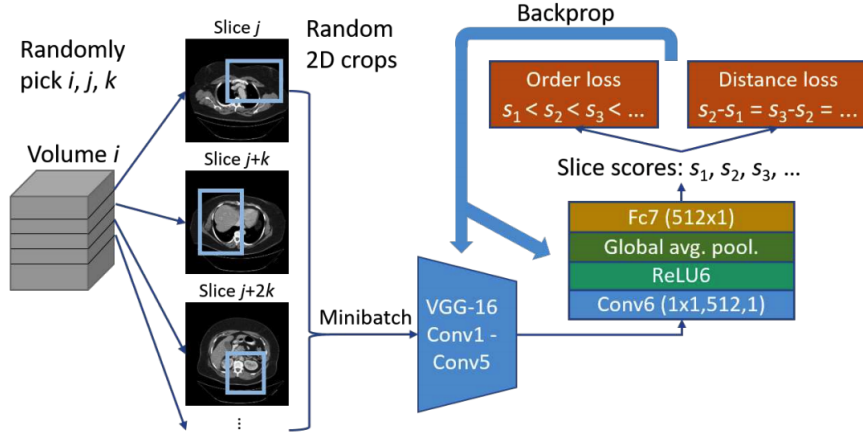 Randomly
pick i, j, k
Volume i
Slice j
Slice j+k
Slice j+2k
...
Random
2D crops
Minibatch
VGG-16
Conv1 -
Conv5
Backprop
Order loss
s1 < s2 < s3 < ...
Distance loss
s2-s1 = s3-s2 = ...
Slice scores: s1, s2, s3, ...
Fc7 (512x1)
Global avg. pool.
ReLU6
Conv6 (1x1,512,1)